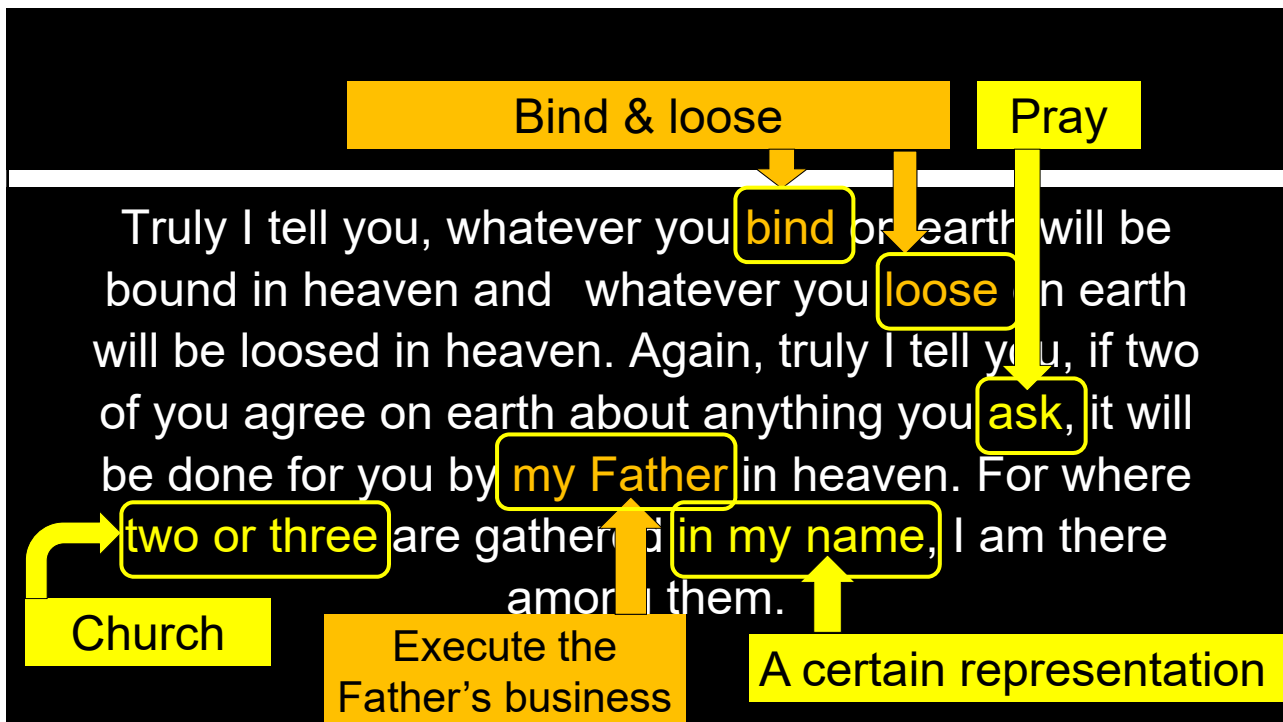 Bind & loose
Pray
Truly I tell you, whatever you bind on earth will be
bound in heaven and whatever you loose on earth
will be loosed in heaven. Again, truly I tell you, if two
of you agree on earth about anything you ask, it will
be done for you by my Father in heaven. For where
two or three are gathered in my name, I am there
among them.
Church
Execute the
Father’s business
A certain representation